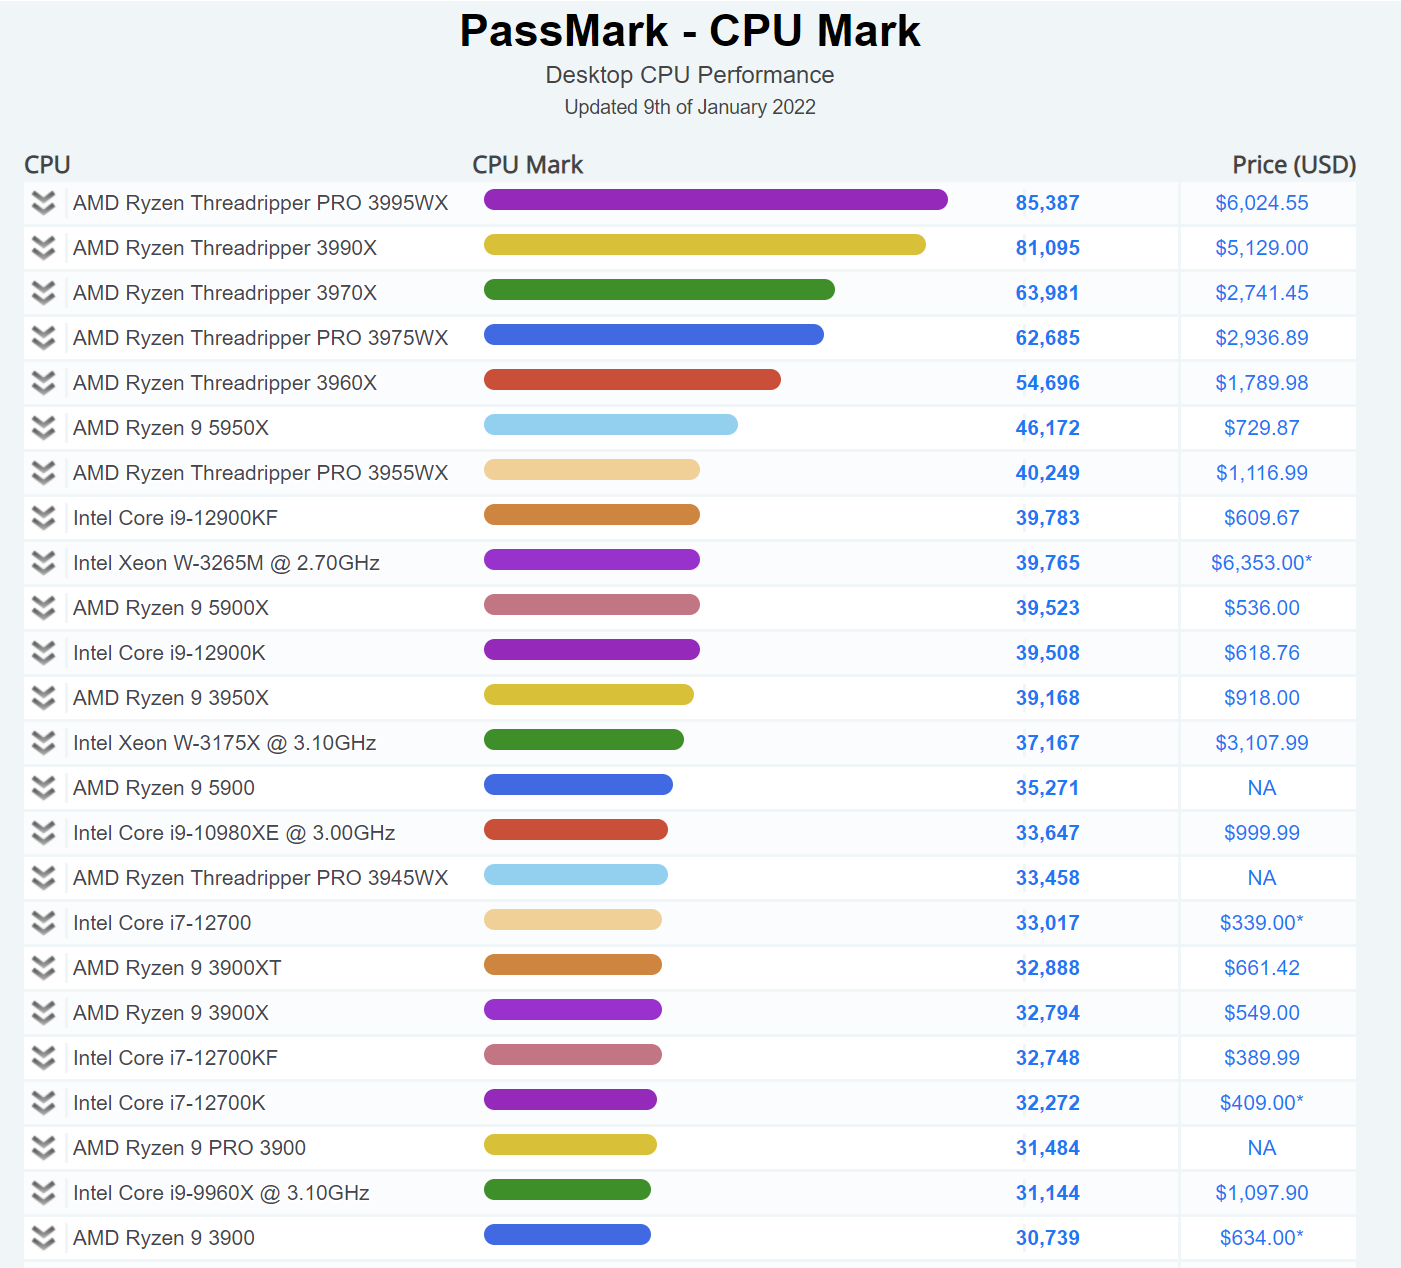 PassMark - CPU Mark
Desktop CPU Performance
Updated 9th of January 2022
CPU CPU Mark Price (USD)
AMD Ryzen Threadripper PRO 3995WX 85,387 $6,024.55
AMD Ryzen Threadripper 3990X 81,095 $5,129.00
AMD Ryzen Threadripper 3970X 63,981 $2,741.45
AMD Ryzen Threadripper PRO 3975WX 62,685 $2,936.89
AMD Ryzen Threadripper 3960X 54,696 $1,789.98
AMD Ryzen 9 5950X 46,172 $729.87
AMD Ryzen Threadripper PRO 3955WX 40,249 $1,116.99
Intel Core i9-12900KF 39,783 $609.67
Intel Xeon W-3265M @ 2.70GHz 39,765 $6,353.00*
AMD Ryzen 9 5900X 39,523 $536.00
Intel Core i9-12900K 39,508 $618.76
AMD Ryzen 9 3950X 39,168 $918.00
Intel Xeon W-3175X @ 3.10GHz 37,167 $3,107.99
AMD Ryzen 9 5900 35,271 NA
Intel Core i9-10980XE @ 3.00GHz 33,647 $999.99
AMD Ryzen Threadripper PRO 3945WX 33,458 NA
Intel Core i7-12700 33,017 $339.00*
AMD Ryzen 9 3900XT 32,888 $661.42
AMD Ryzen 9 3900X 32,794 $549.00
Intel Core i7-12700KF 32,748 $389.99
Intel Core i7-12700K 32,272 $409.00*
AMD Ryzen 9 PRO 3900 31,484 NA
Intel Core i9-9960X @ 3.10GHz 31,144 $1,097.90
AMD Ryzen 9 3900 30,739 $634.00*